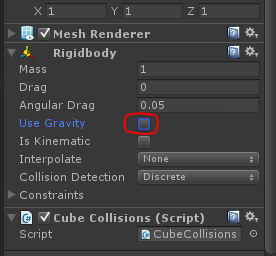 X 1 Y 1 Z 1
Mesh Renderer
Rigidbody
Mass 1
Drag 0
Angular Drag 0.05
Use Gravity
Is Kinematic
Interpolate None
Collision Detection Discrete
Constraints
Cube Collisions (Script)
Script CubeCollisions